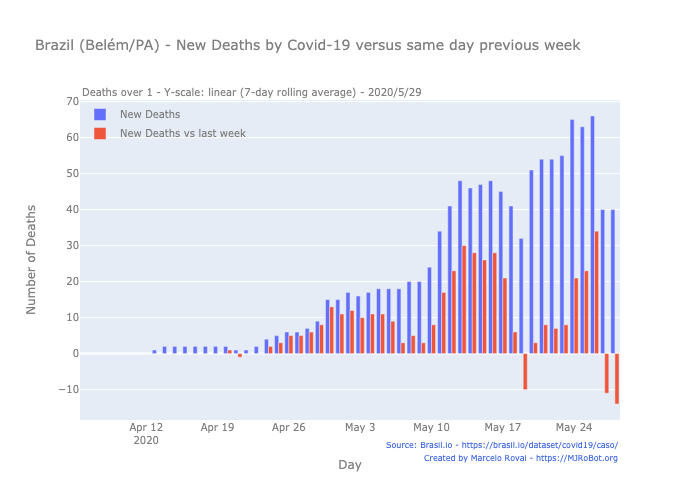 Brazil (Belém/PA) - New Deaths by Covid-19 versus same day previous week
Deaths over 1 - Y-scale: linear (7-day rolling average) - 2020/5/29
New Deaths
New Deaths vs last week
Number of Deaths
70
60
50
40
30
20
10
0
−10
Apr 12
2020
Apr 19
Apr 26
May 3
May 10
May 17
May 24
Day
Source: Brasil.io - https://brasil.io/dataset/covid19/caso/
Created by Marcelo Rovai - https://MJRoBot.org